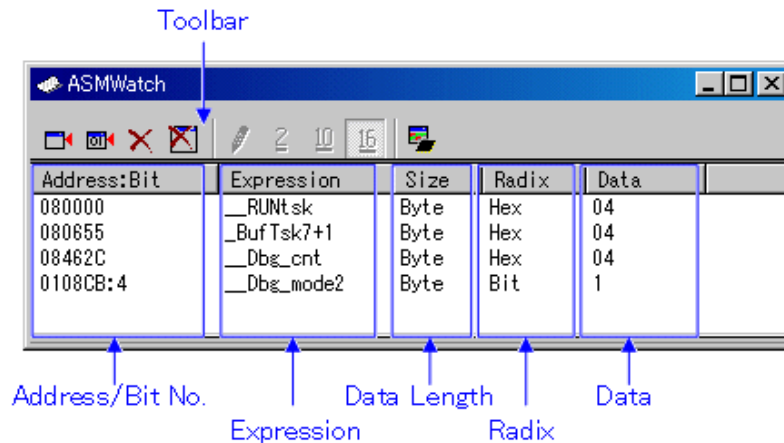 Toolbar
ASMWatch
2 10 16
Address:Bit Expression Size Radix Data
080000 __RUNtsk Byte Hex 04
080655 _BufTsk7+1 Byte Hex 04
08462C __Dbg_cnt Byte Hex 04
0108CB:4 __Dbg_mode2 Byte Bit 1
Address/Bit No. Data Length Data
Expression Radix